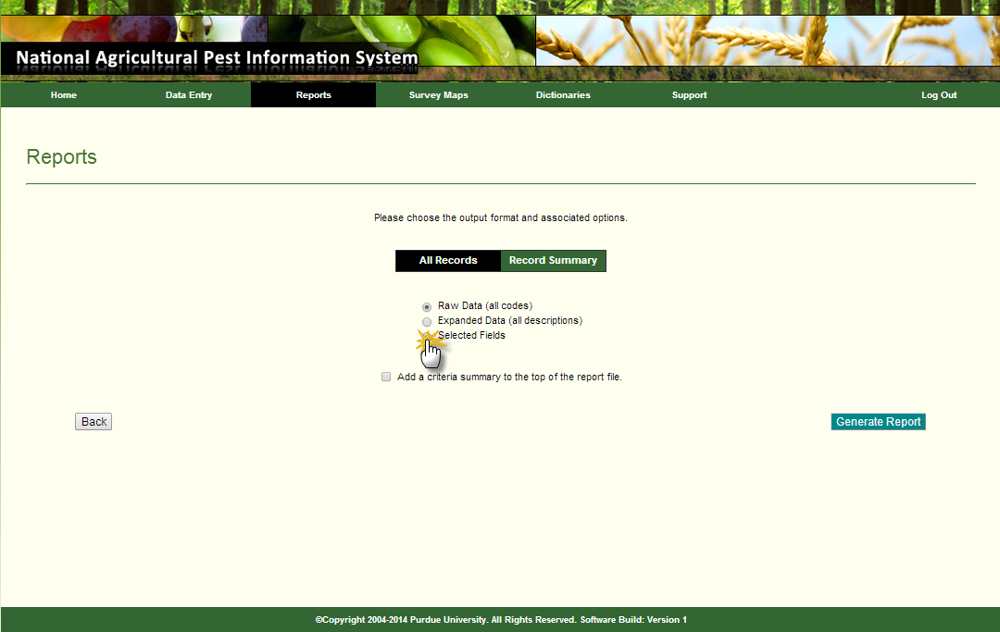 National Agricultural Pest Information System
Home Data Entry Reports Survey Maps Dictionaries Support Log Out
Reports
Please choose the output format and associated options.
All Records Record Summary
Raw Data (all codes)
Expanded Data (all descriptions)
Selected Fields
Add a criteria summary to the top of the report file.
Back Generate Report
©Copyright 2004-2014 Purdue University. All Rights Reserved. Software Build: Version 1